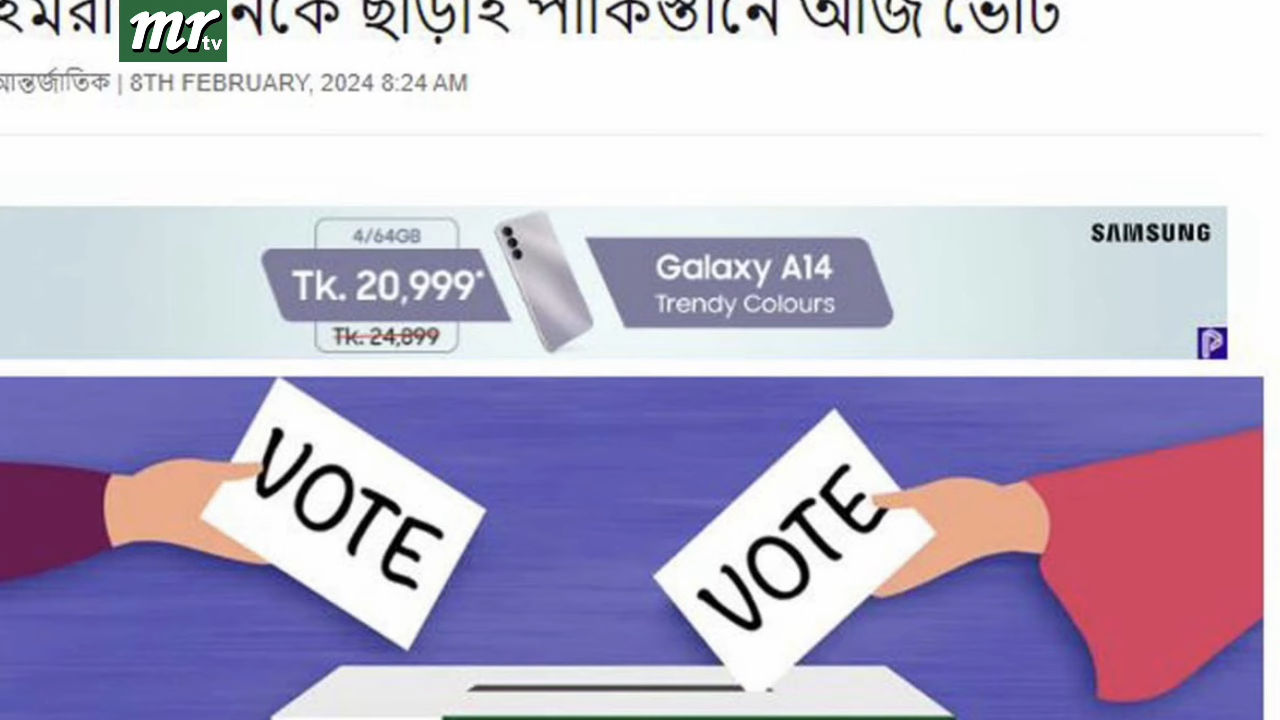 ছাড়াই পাকিস্তানে আজ ভোট
mr tv
আন্তর্জাতিক | 8TH FEBRUARY, 2024 8:24 AM
4/64GB
Tk. 20,999*
Tk. 24,899
Galaxy A14
Trendy Colours
SAMSUNG
VOTE
VOTE